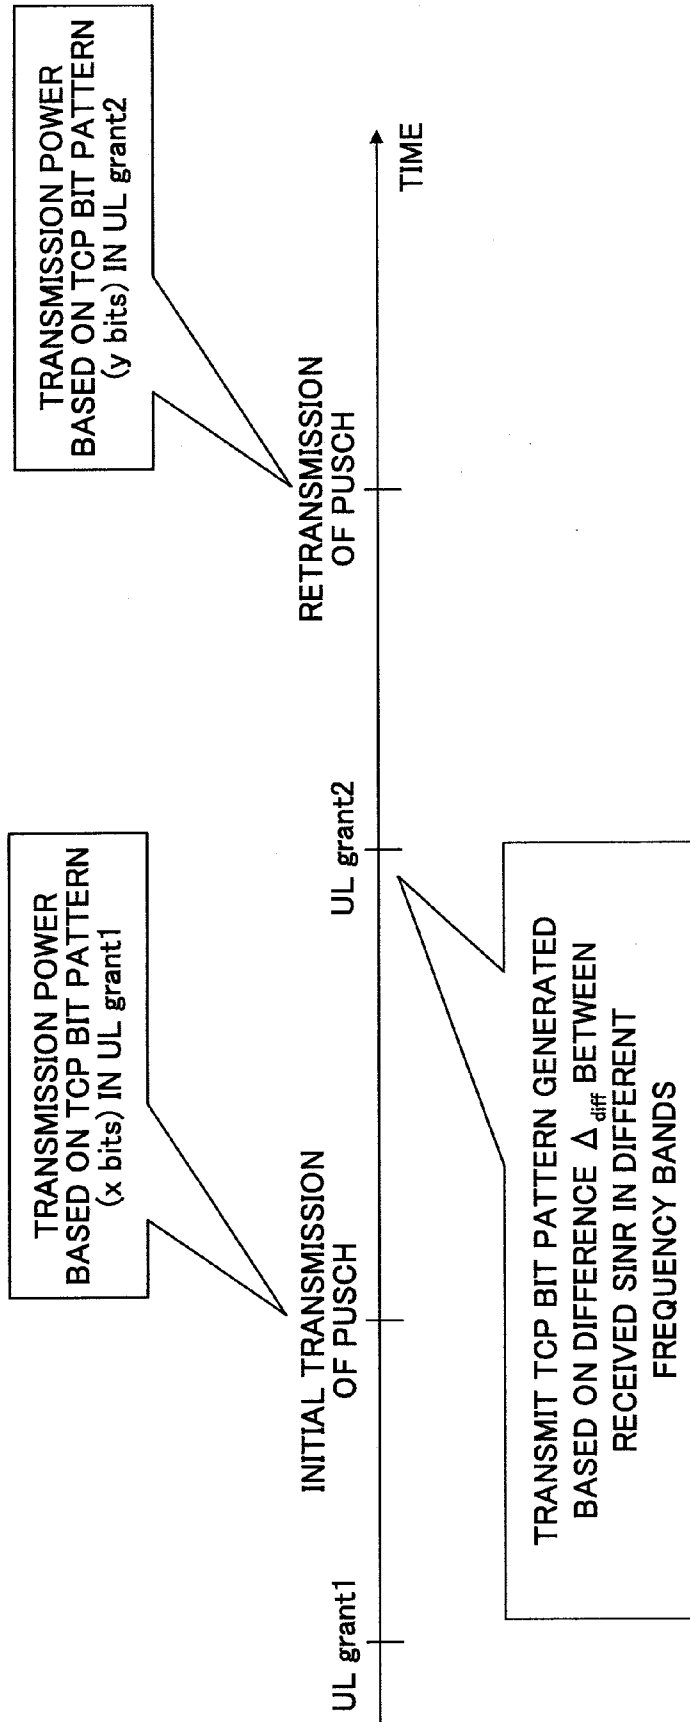 TRANSMISSION POWER
BASED ON TCP BIT PATTERN
(x bits) IN UL grant1
TRANSMISSION POWER
BASED ON TCP BIT PATTERN
(y bits) IN UL grant2
UL grant1
INITIAL TRANSMISSION
OF PUSCH
UL grant2
RETRANSMISSION
OF PUSCH
TIME
TRANSMIT TCP BIT PATTERN GENERATED
BASED ON DIFFERENCE Δdiff BETWEEN
RECEIVED SINR IN DIFFERENT
FREQUENCY BANDS